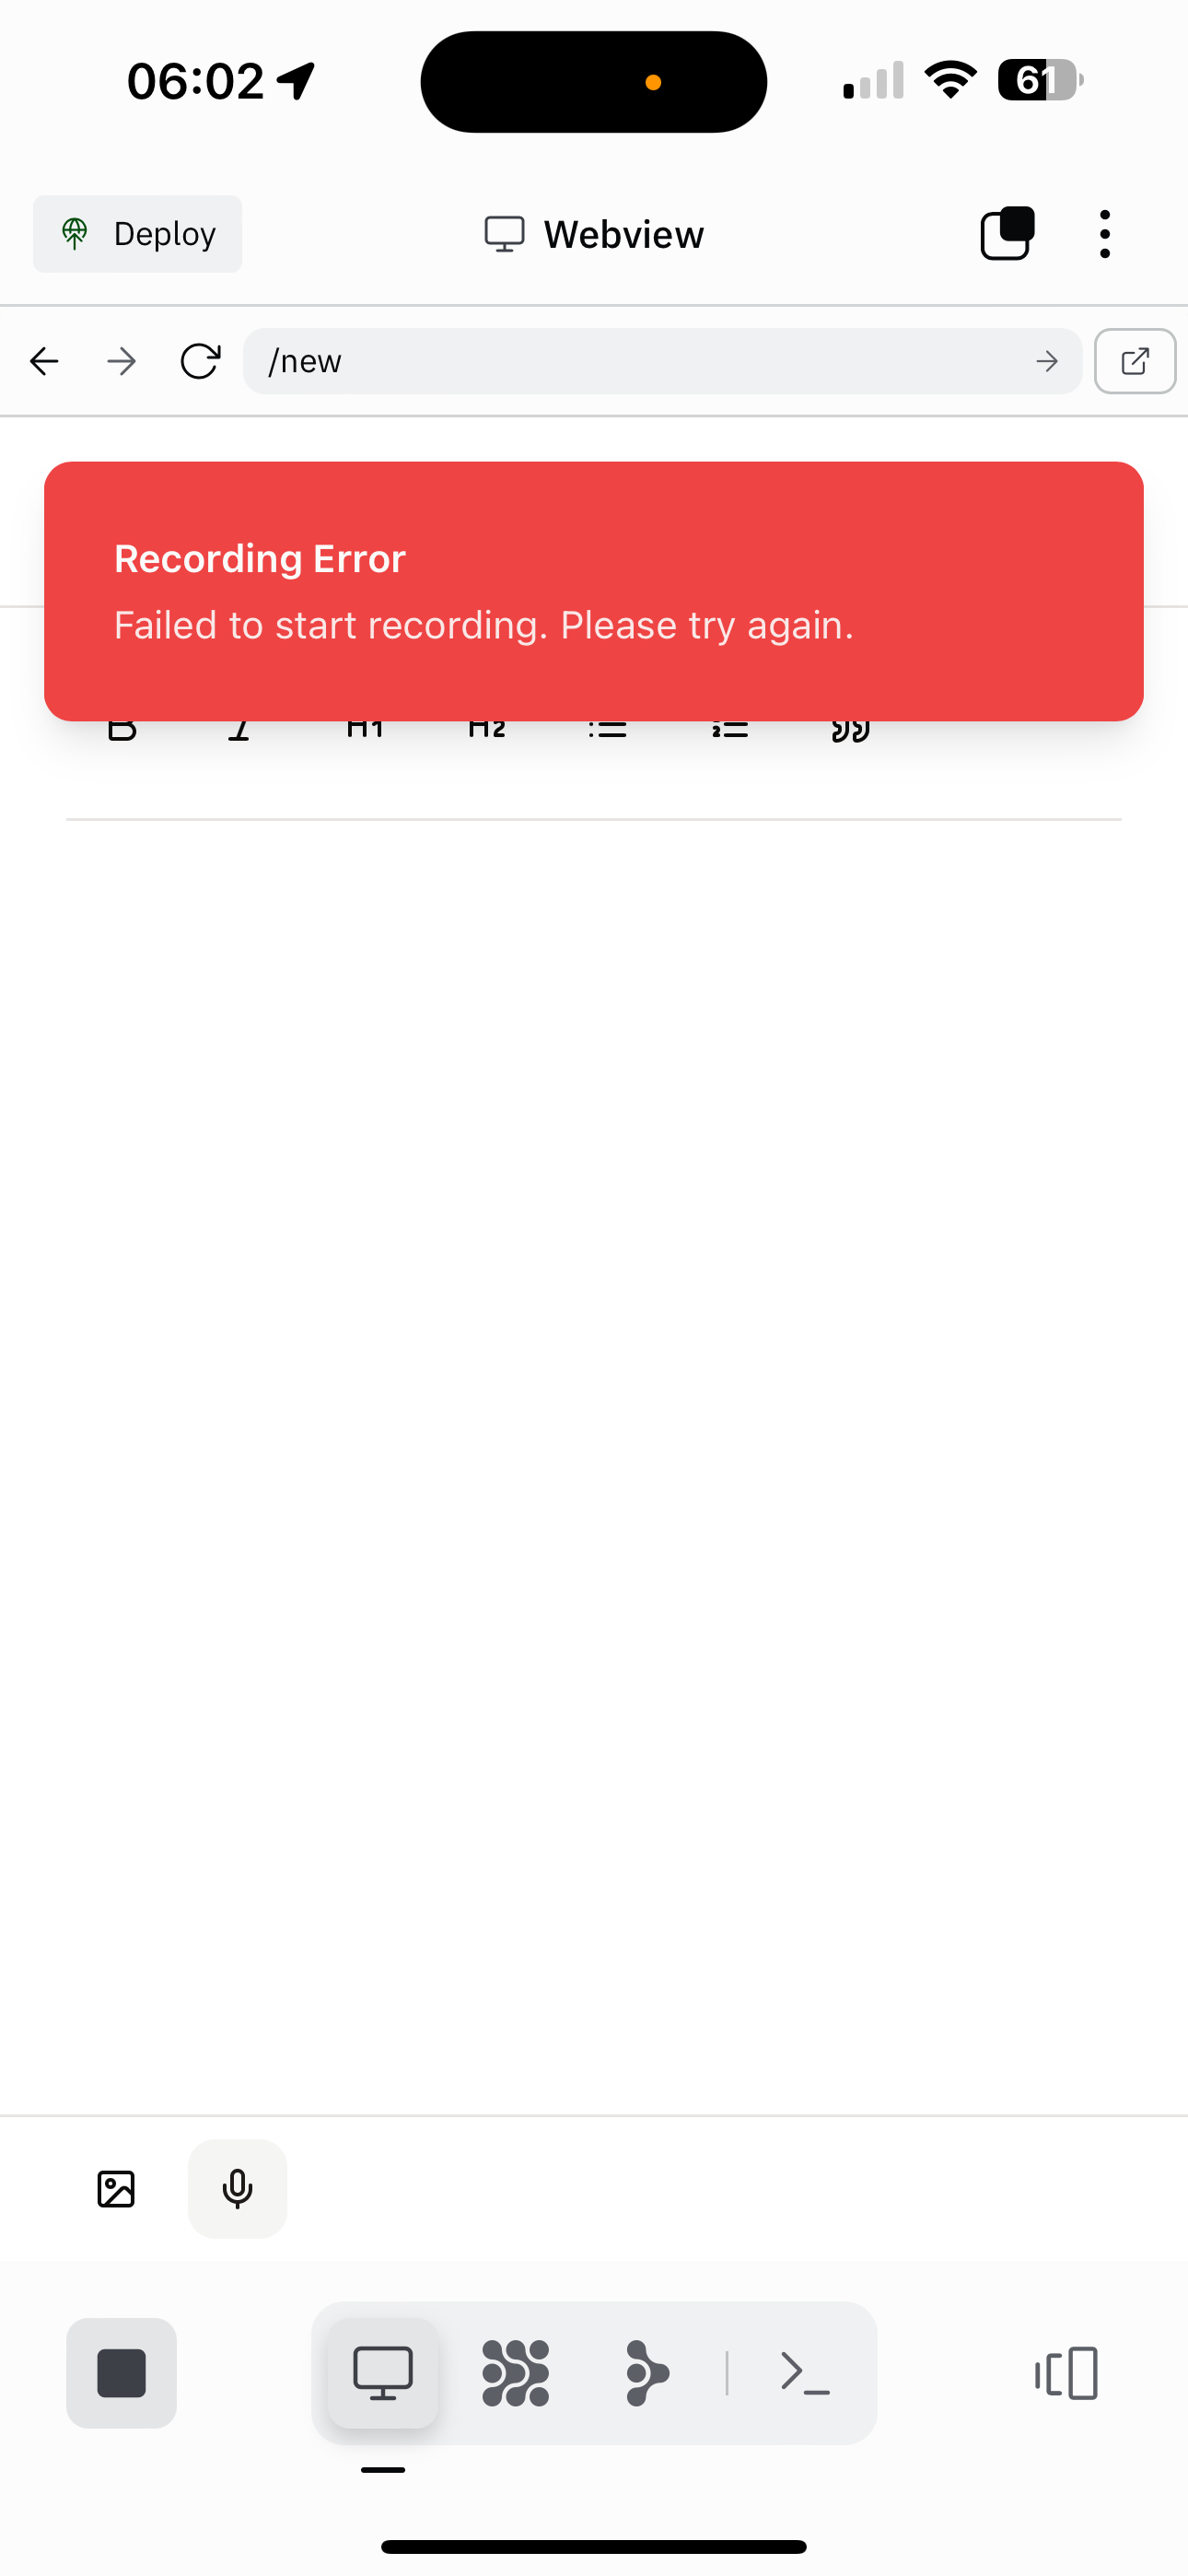 06:02
61
Deploy
Webview
/new
Recording Error
Failed to start recording. Please try again.
B I H1 H2